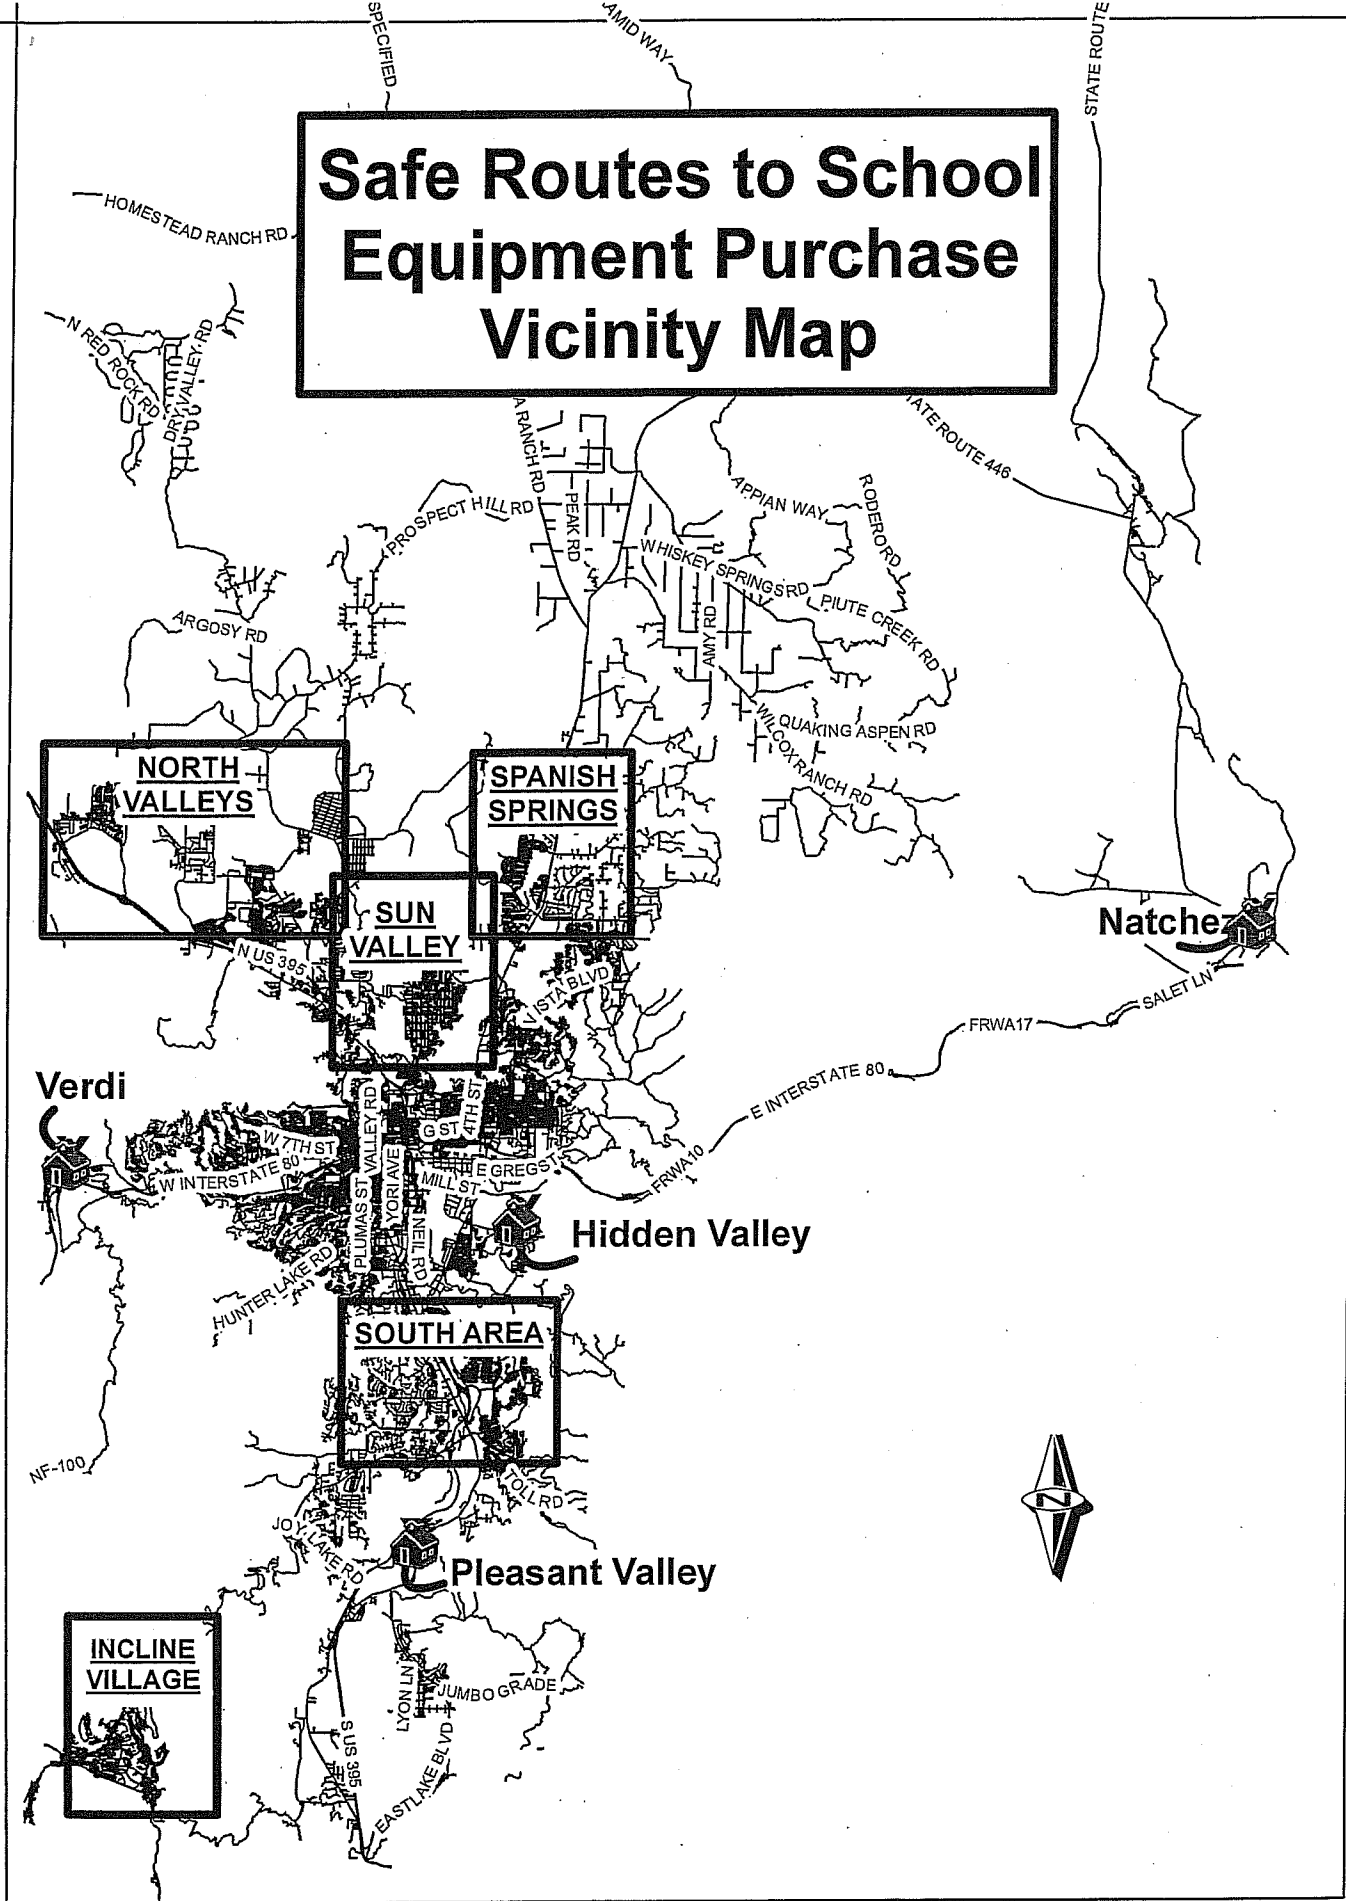 SPECIFIED
AMID WAY
STATE ROUTE
Safe Routes to School
Equipment Purchase
Vicinity Map
HOMESTEAD RANCH RD
N RED ROCK RD
DRY VALLEY RD
A RANCH RD
TATE ROUTE 446
PROSPECT HILL RD
PEAK RD
APPIAN WAY
RODERO RD
WHISKEY SPRINGS RD
PIUTE CREEK RD
ARGOSY RD
AMY RD
QUAKING ASPEN RD
WILCOX RANCH RD
NORTH
VALLEYS
SPANISH
SPRINGS
SUN
VALLEY
Natchez
N US 395
VISTA BLVD
SALET LN
FRWA17
E INTERSTATE 80
Verdi
VALLEY RD
G ST
4TH ST
W 7TH ST
W INTERSTATE 80
E GREG ST
MILL ST
FRWA10
PLUMAS ST
YORI AVE
NEIL RD
Hidden Valley
HUNTER LAKE RD
SOUTH AREA
NF-100
TOLL RD
N
JOY LAKE RD
Pleasant Valley
INCLINE
VILLAGE
LYON LN
JUMBO GRADE
S US 395
EASTLAKE BLVD